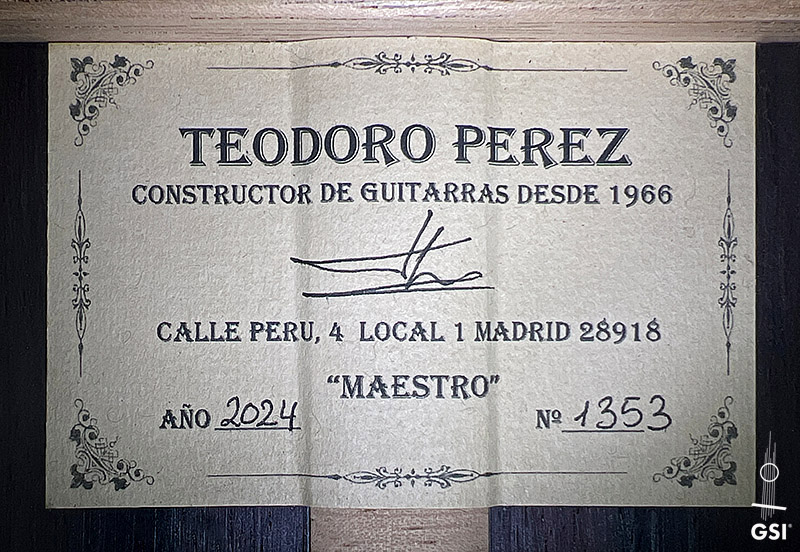 TEODORO PEREZ
CONSTRUCTOR DE GUITARRAS DESDE 1966
CALLE PERU, 4 LOCAL 1 MADRID 28918
“MAESTRO”
AÑO 2024 Nº 1353
GSI®